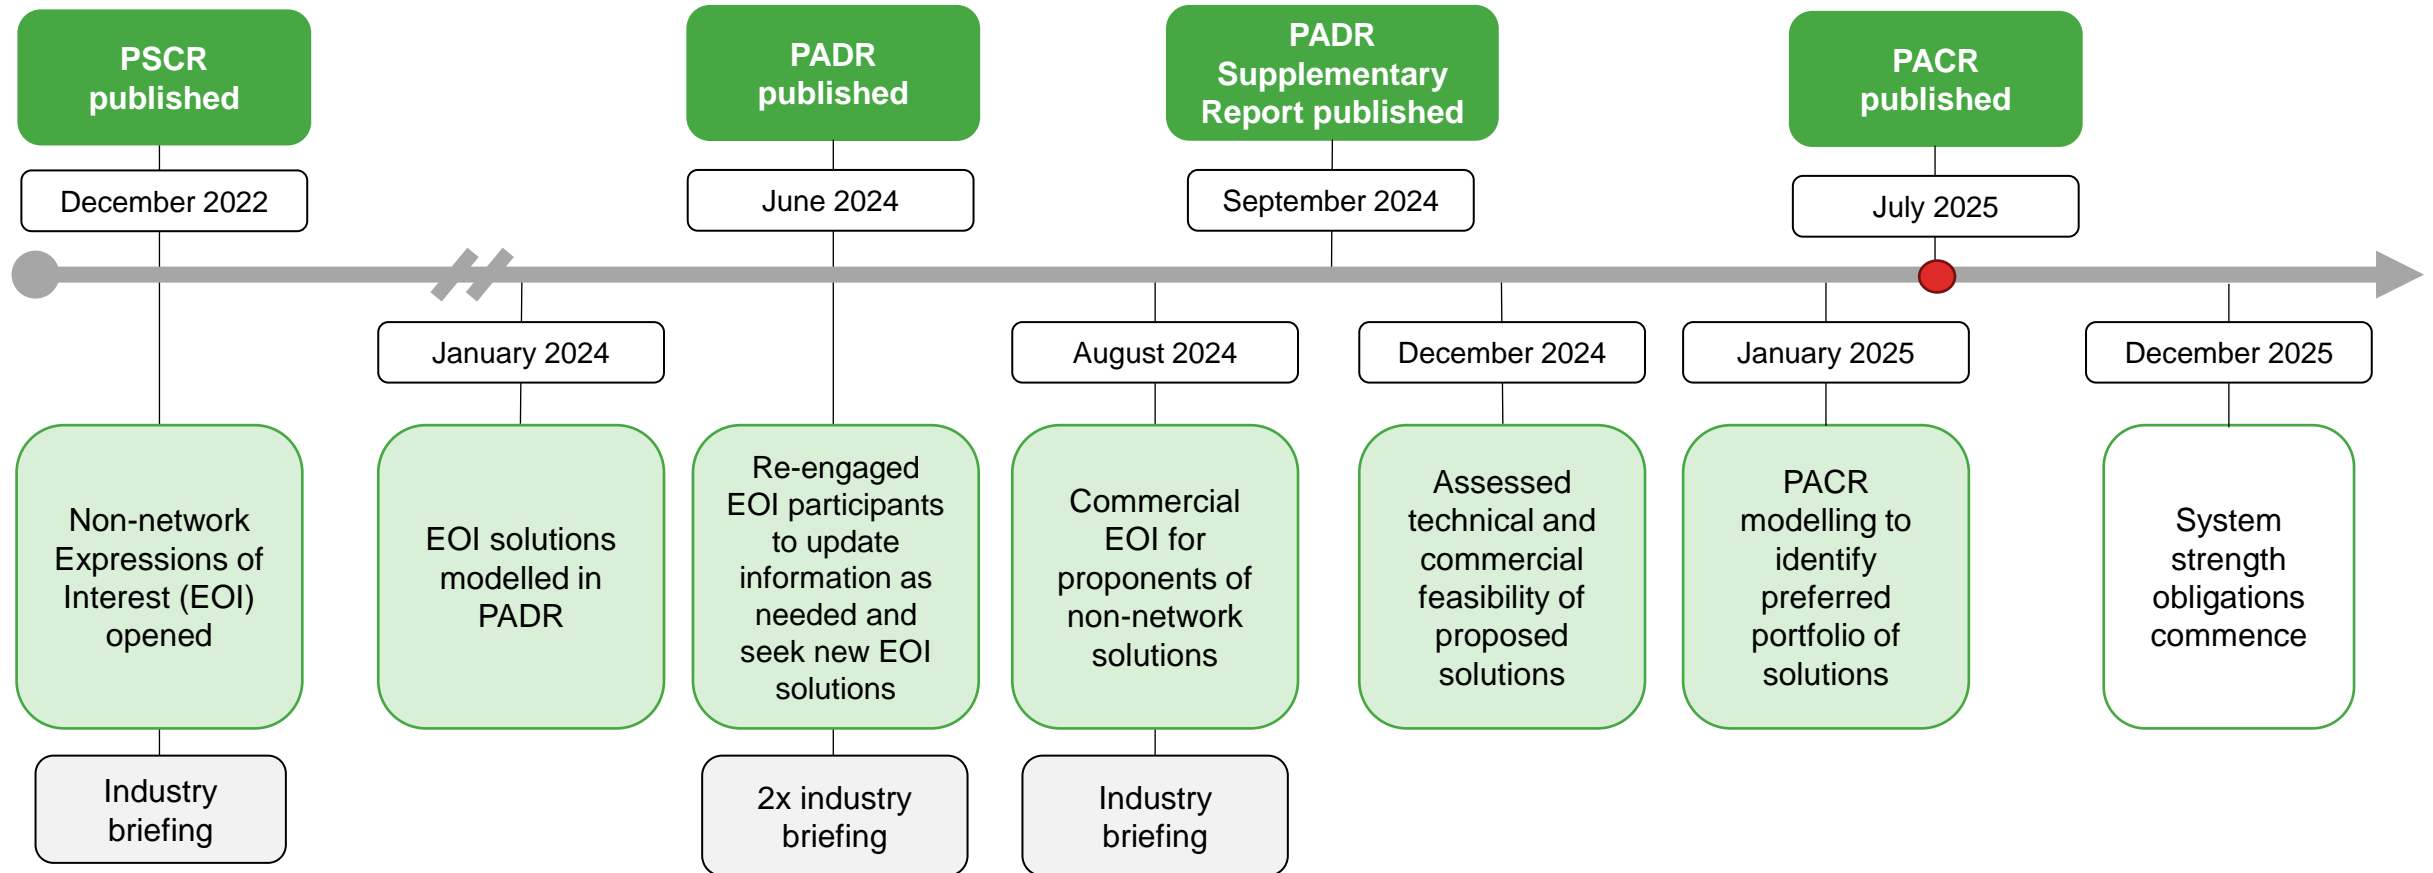 PSCR
published
December 2022
PADR
published
June 2024
PADR
Supplementary
Report published
September 2024
PACR
published
July 2025
January 2024
August 2024
December 2024
January 2025
December 2025
Non-network
Expressions of
Interest (EOI)
opened
EOI solutions
modelled in
PADR
Re-engaged
EOI participants
to update
information as
needed and
seek new EOI
solutions
Commercial
EOI for
proponents of
non-network
solutions
Assessed
technical and
commercial
feasibility of
proposed
solutions
PACR
modelling to
identify
preferred
portfolio of
solutions
System
strength
obligations
commence
Industry
briefing
2x industry
briefing
Industry
briefing